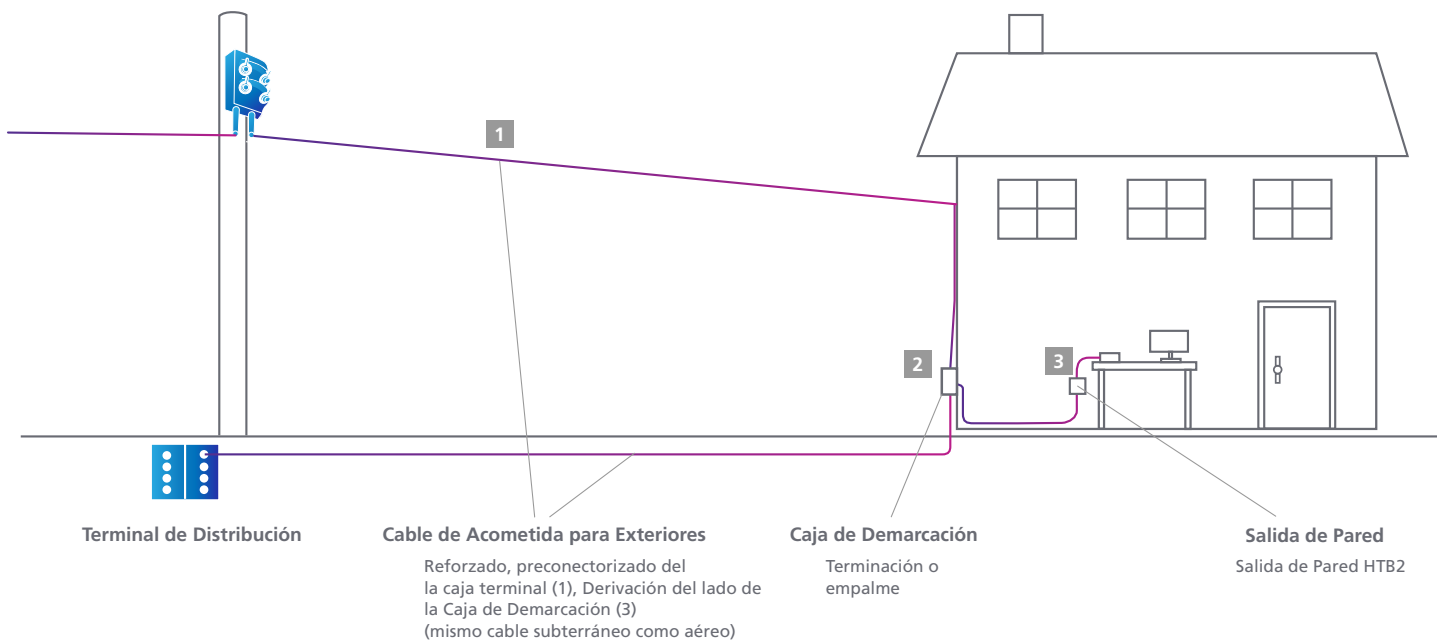 1
2
3
Terminal de Distribución
Cable de Acometida para Exteriores
Reforzado, preconectorizado del
la caja terminal (1), Derivación del lado de
la Caja de Demarcación (3)
(mismo cable subterráneo como aéreo)
Caja de Demarcación
Terminación o
empalme
Salida de Pared
Salida de Pared HTB2